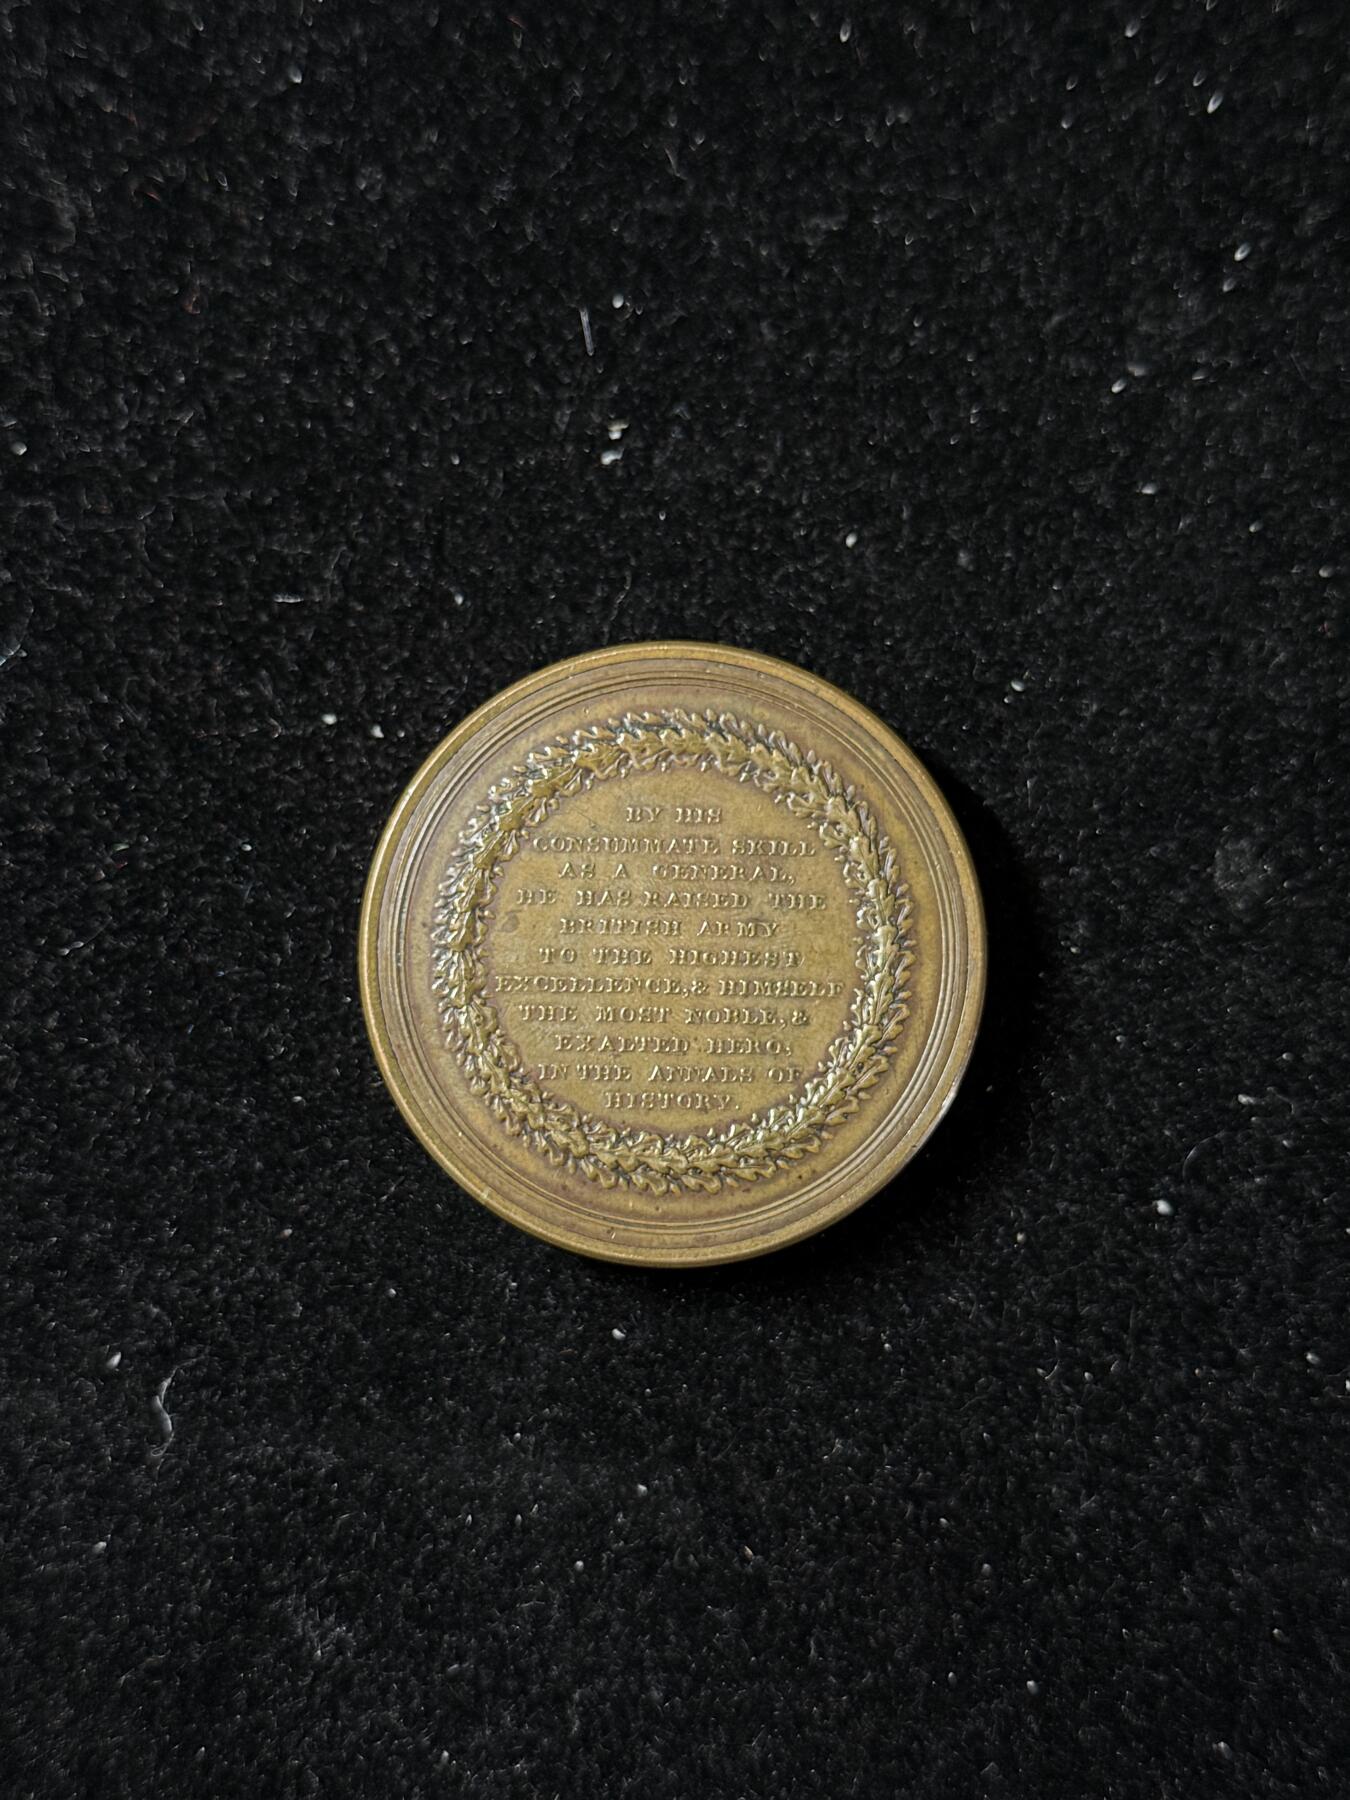 BY HIS
CONSUMMATE SKILL
AS A GENERAL,
HE HAS RAISED THE
BRITISH ARMY
TO THE HIGHEST
EXCELLENCE, & HIMSELF
THE MOST NOBLE, &
EXALTED HERO,
IN THE ANNALS OF
HISTORY.